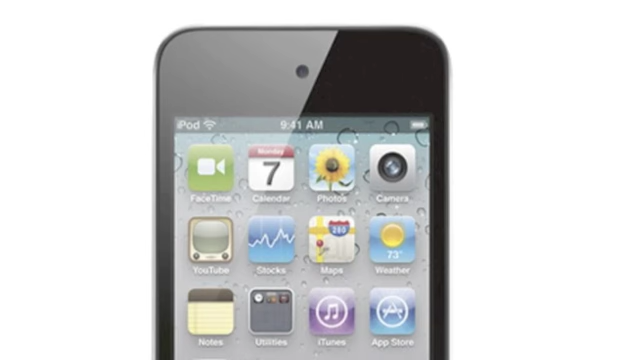 iPod 9:41 AM
Monday
7
FaceTime Calendar Photos Camera
280
73°
YouTube Stocks Maps Weather
Notes Utilities iTunes App Store